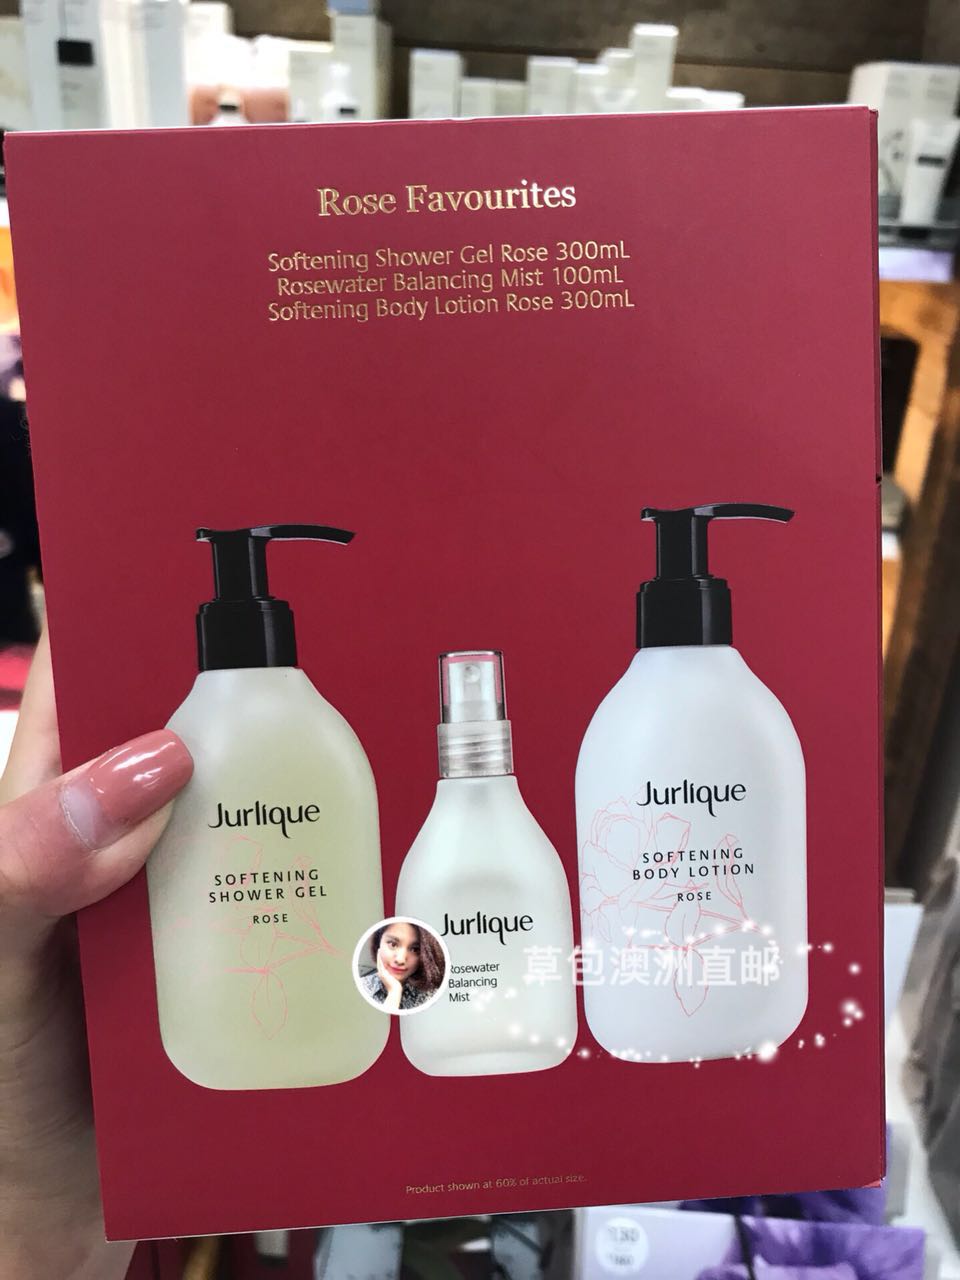 Rose Favourites
Softening Shower Gel Rose 300mL
Rosewater Balancing Mist 100mL
Softening Body Lotion Rose 300mL
Jurlique
SOFTENING
SHOWER GEL
ROSE
Jurlique
Rosewater
Balancing
Mist
Jurlique
SOFTENING
BODY LOTION
ROSE
草包澳洲直邮
Product shown at 60% of actual size.